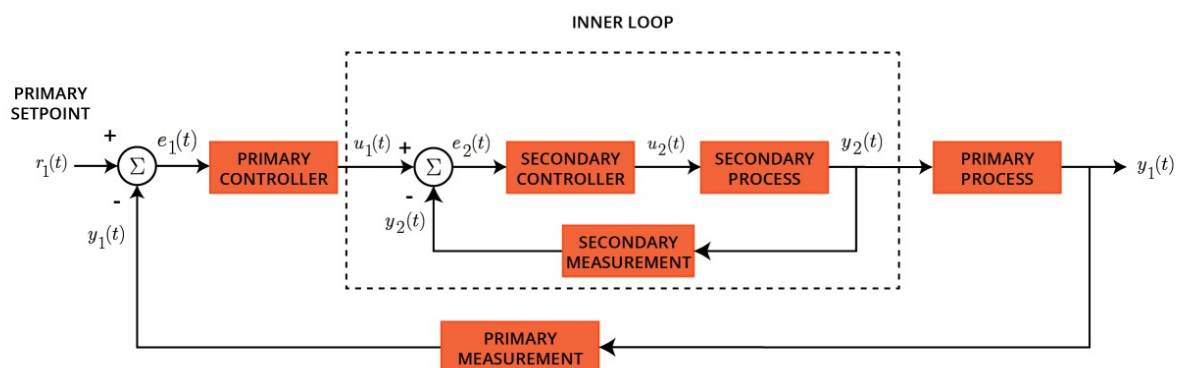 INNER LOOP
PRIMARY
SETPOINT
+
r₁(t)
Σ
-
e₁(t)
PRIMARY
CONTROLLER
u₁(t)
+
Σ
-
e₂(t)
SECONDARY
CONTROLLER
u₂(t)
SECONDARY
PROCESS
y₂(t)
PRIMARY
PROCESS
y₁(t)
y₁(t)
y₂(t)
SECONDARY
MEASUREMENT
PRIMARY
MEASUREMENT